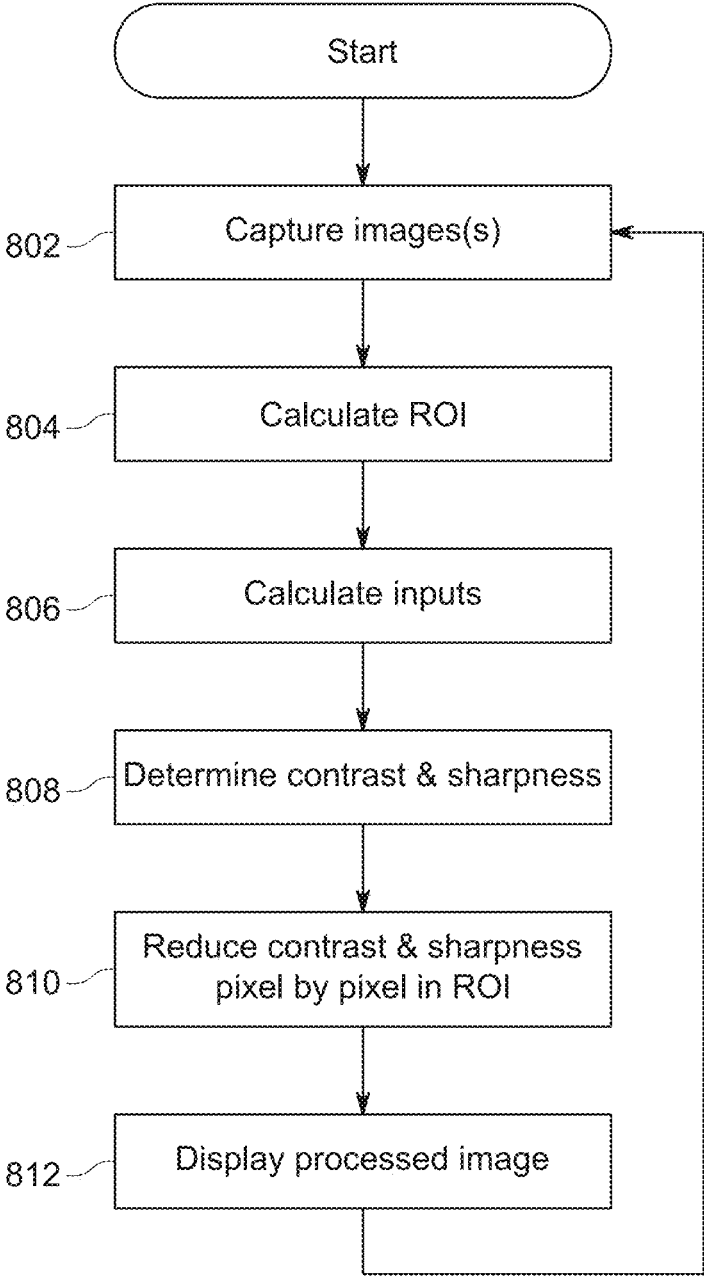 Start
802
Capture images(s)
804
Calculate ROI
806
Calculate inputs
808
Determine contrast & sharpness
810
Reduce contrast & sharpness
pixel by pixel in ROI
812
Display processed image